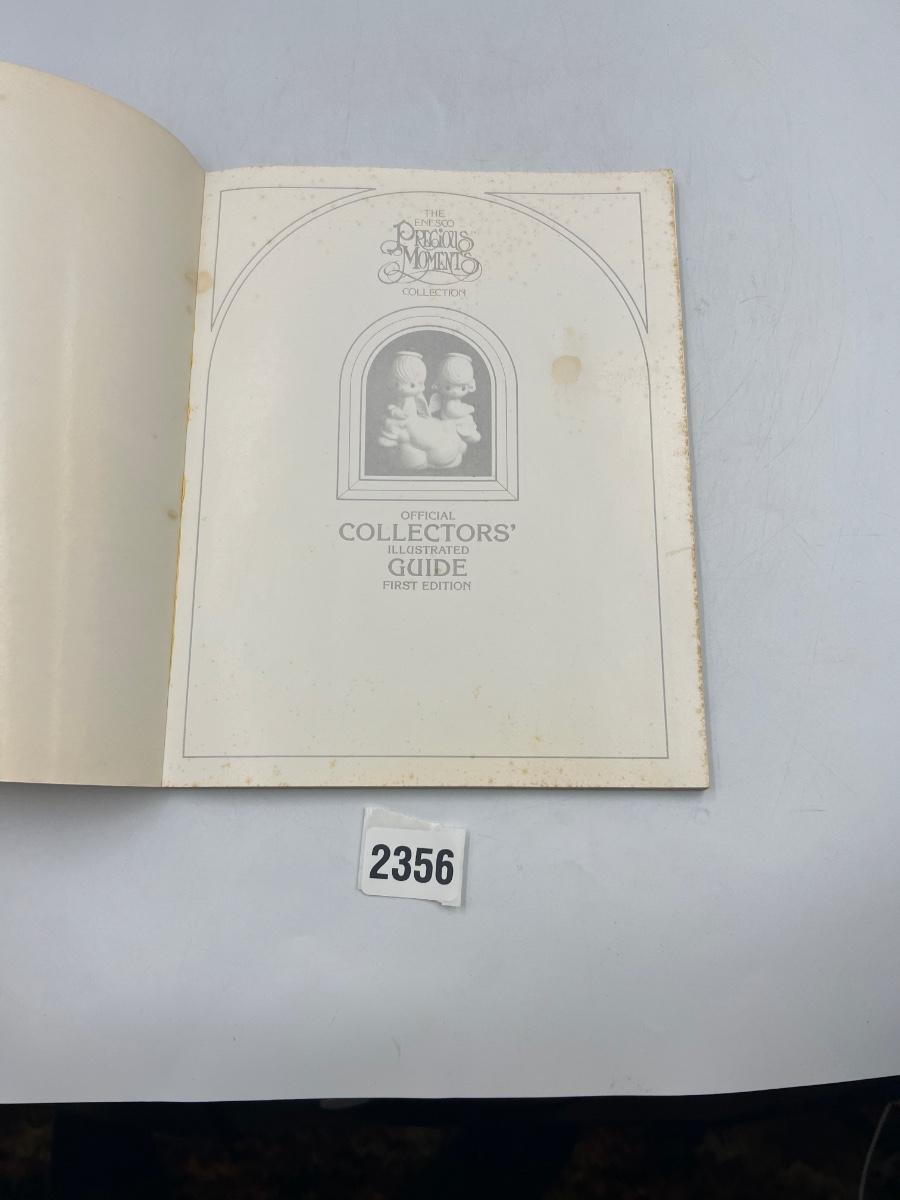 THE
ENESCO
PRECIOUS
MOMENTS
COLLECTION
OFFICIAL
COLLECTORS'
ILLUSTRATED
GUIDE
FIRST EDITION
2356